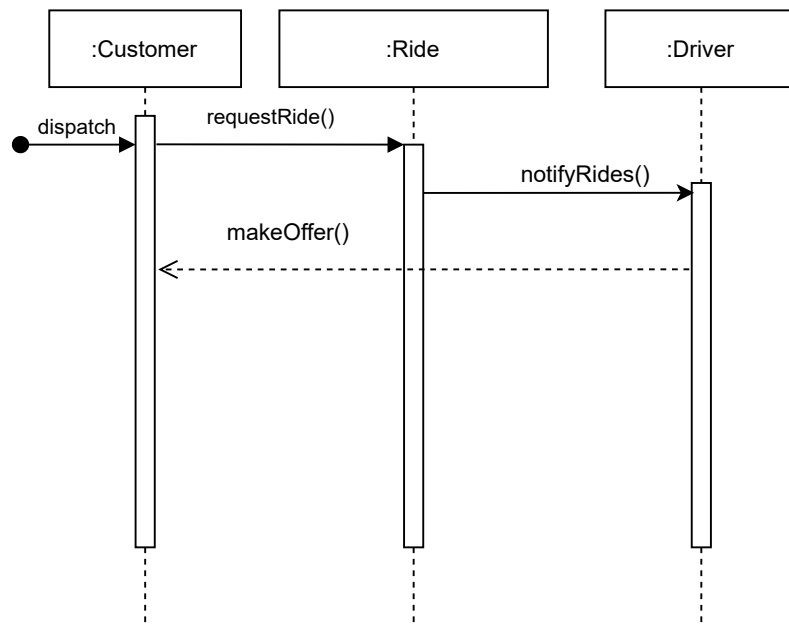 :Customer
:Ride
:Driver
dispatch
requestRide()
notifyRides()
makeOffer()